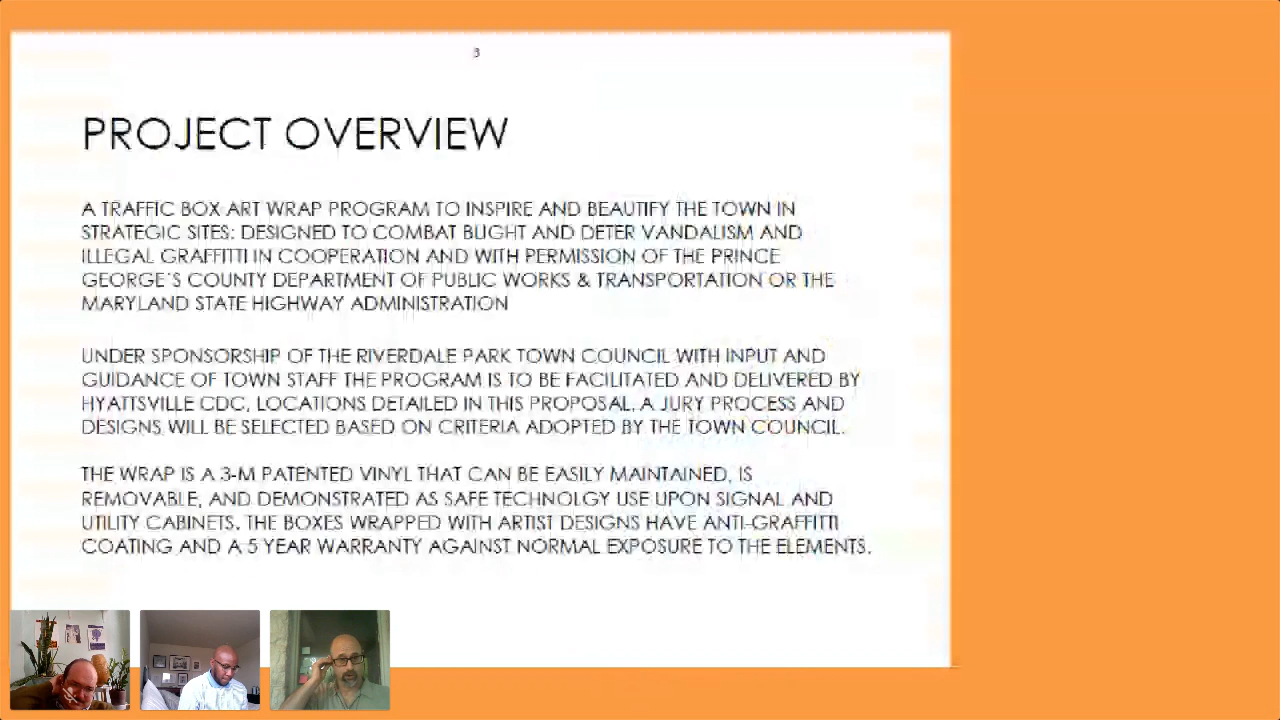 3
PROJECT OVERVIEW
A TRAFFIC BOX ART WRAP PROGRAM TO INSPIRE AND BEAUTIFY THE TOWN IN
STRATEGIC SITES: DESIGNED TO COMBAT BLIGHT AND DETER VANDALISM AND
ILLEGAL GRAFFITI IN COOPERATION AND WITH PERMISSION OF THE PRINCE
GEORGE'S COUNTY DEPARTMENT OF PUBLIC WORKS & TRANSPORTATION OR THE
MARYLAND STATE HIGHWAY ADMINISTRATION
UNDER SPONSORSHIP OF THE RIVERDALE PARK TOWN COUNCIL WITH INPUT AND
GUIDANCE OF TOWN STAFF THE PROGRAM IS TO BE FACILITATED AND DELIVERED BY
HYATTSVILLE CDC, LOCATIONS DETAILED IN THIS PROPOSAL. A JURY PROCESS AND
DESIGNS WILL BE SELECTED BASED ON CRITERIA ADOPTED BY THE TOWN COUNCIL.
THE WRAP IS A 3-M PATENTED VINYL THAT CAN BE EASILY MAINTAINED, IS
REMOVABLE, AND DEMONSTRATED AS SAFE TECHNOLGY USE UPON SIGNAL AND
UTILITY CABINETS. THE BOXES WRAPPED WITH ARTIST DESIGNS HAVE ANTI-GRAFFITI
COATING AND A 5 YEAR WARRANTY AGAINST NORMAL EXPOSURE TO THE ELEMENTS.